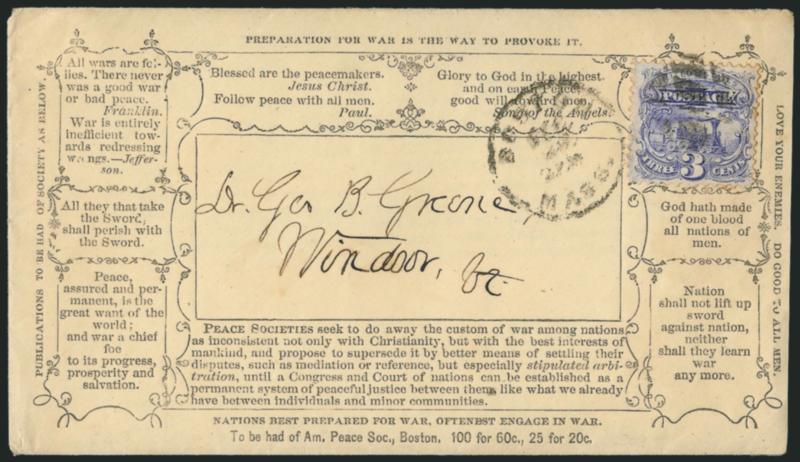 PREPARATION FOR WAR IS THE WAY TO PROVOKE IT.
PUBLICATIONS TO BE HAD OF SOCIETY AS BELOW.
All wars are fol-
lies. There never
was a good war
or bad peace.
Franklin.
War is entirely
inefficient tow-
ards redressing
wrongs.—Jeffer-
son.
All they that take
the Sword,
shall perish with
the Sword.
Peace,
assured and per-
manent, is the
great want of the
world;
and war a chief
foe
to its progress,
prosperity and
salvation.
Blessed are the peacemakers.
Jesus Christ.
Follow peace with all men.
Paul.
Glory to God in the highest,
and on earth Peace,
good will toward men.
Song of the Angels.
BOSTON
MASS.
POSTAGE
THREE 3 CENTS
Dr. Geo B. Greene,
Windsor,
God hath made
of one blood
all nations of
men.
Nation
shall not lift up
sword
against nation,
neither
shall they learn
war
any more.
LOVE YOUR ENEMIES. DO GOOD TO ALL MEN.
PEACE SOCIETIES seek to do away the custom of war among nations
as inconsistent not only with Christianity, but with the best interests of
mankind, and propose to supersede it by better means of settling their
disputes, such as mediation or reference, but especially stipulated arbi-
tration, until a Congress and Court of nations can be established as a
permanent system of peaceful justice between them, like what we already
have between individuals and minor communities.
NATIONS BEST PREPARED FOR WAR, OFTENEST ENGAGE IN WAR.
To be had of Am. Peace Soc., Boston. 100 for 60c., 25 for 20c.